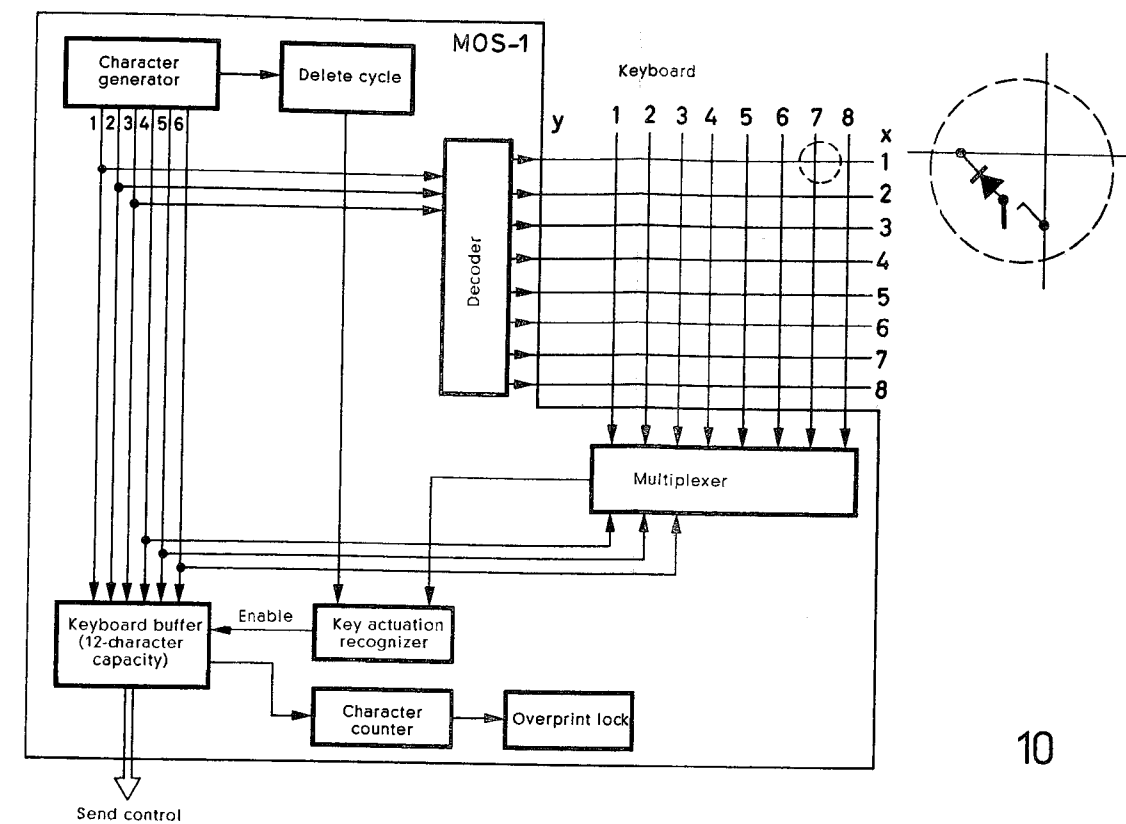 MOS-1
Character
generator
Delete cycle
1 2 3 4 5 6
Keyboard
y 1 2 3 4 5 6 7 8 x
1
2
3
4
5
6
7
8
Decoder
Multiplexer
Keyboard buffer
(12-character
capacity)
Enable
Key actuation
recognizer
Character
counter
Overprint lock
Send control
10